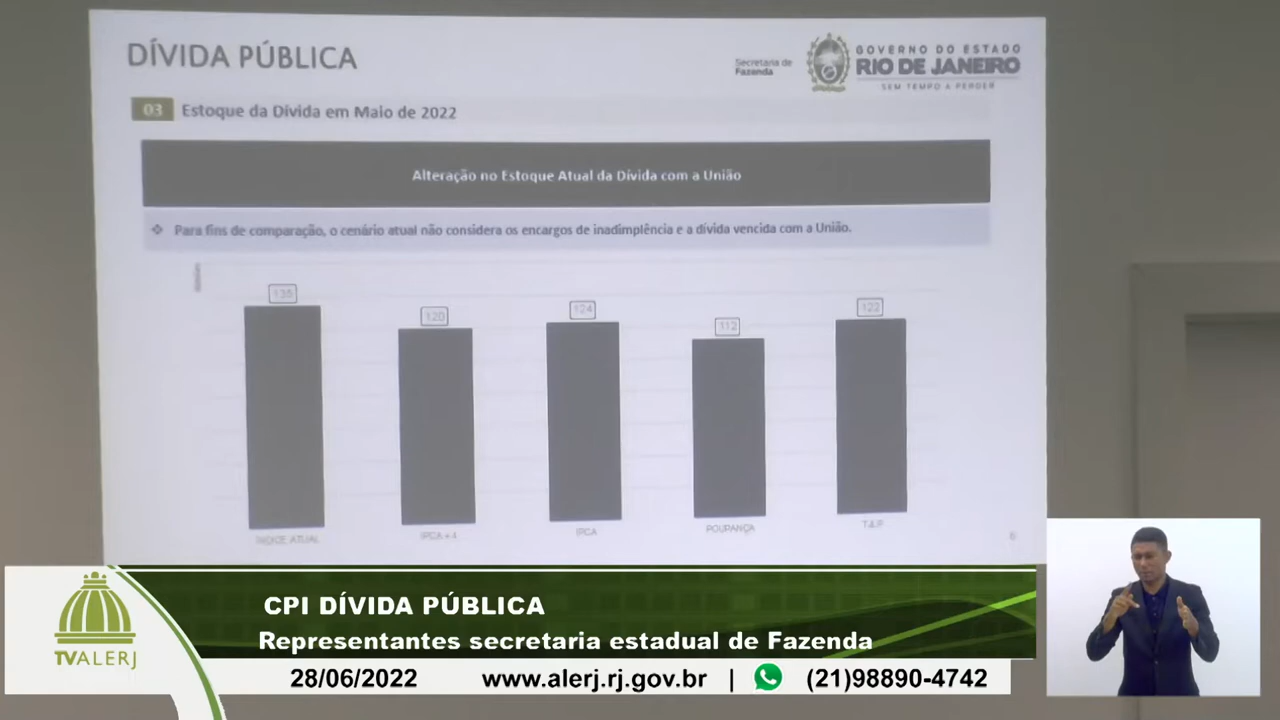 DÍVIDA PÚBLICA
Secretaria de
Fazenda
GOVERNO DO ESTADO
RIO DE JANEIRO
SEM TEMPO A PERDER
03 Estoque da Dívida em Maio de 2022
Alteração no Estoque Atual da Dívida com a União
❖ Para fins de comparação, o cenário atual não considera os encargos de inadimplência e a dívida vencida com a União.
120
124
112
122
ÍNDICE ATUAL
IPCA + 4
IPCA
POUPANÇA
CPI DÍVIDA PÚBLICA
Representantes secretaria estadual de Fazenda
TVALERJ
28/06/2022 www.alerj.rj.gov.br | (21)98890-4742